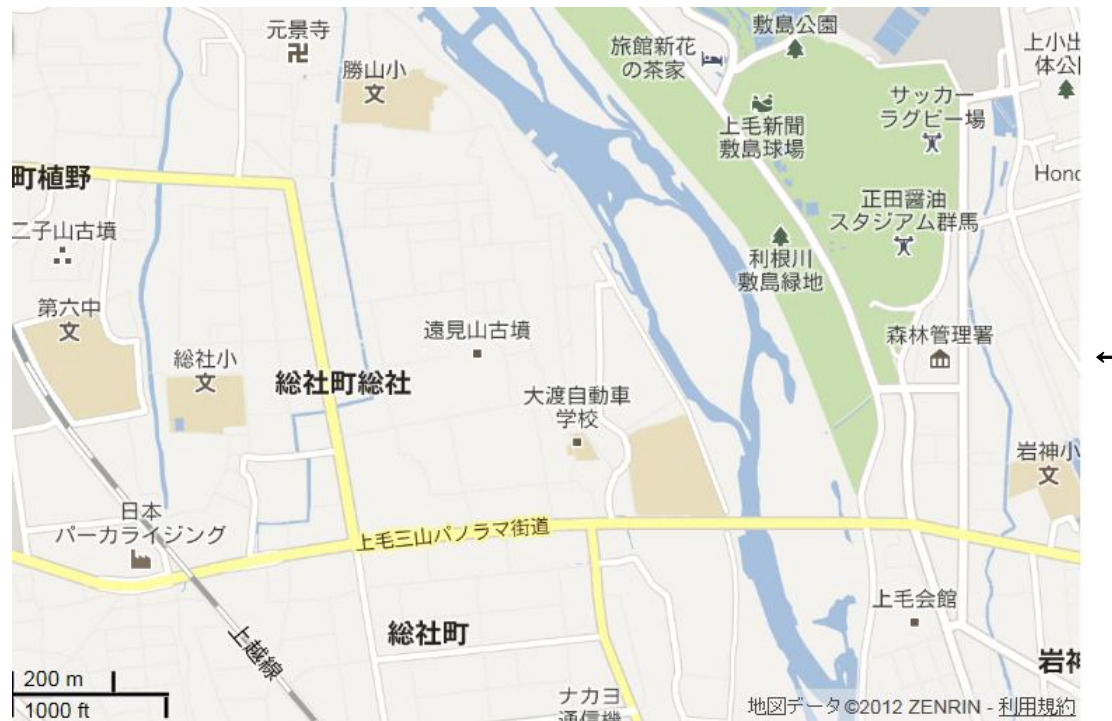 元景寺
勝山小
文
旅館新花
の茶家
敷島公園
上小出
体公
サッカー
ラグビー場
上毛新聞
敷島球場
Hond
町植野
正田醤油
スタジアム群馬
二子山古墳
利根川
敷島緑地
第六中
文
遠見山古墳
森林管理署
←
総社小
文
総社町総社
大渡自動車
学校
岩神小
文
日本
パーカライジング
上毛三山パノラマ街道
上毛会館
上越線
総社町
岩神
200 m
1000 ft
ナカヨ
通信機
地図データ©2012 ZENRIN - 利用規約